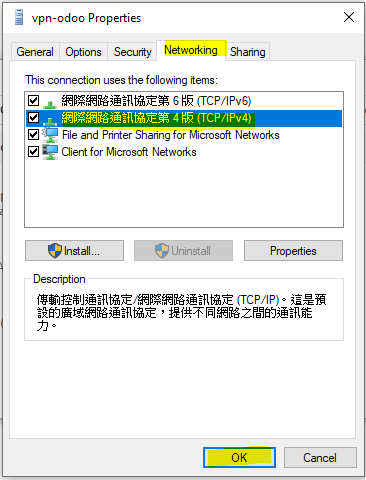 vpn-odoo Properties
General Options Security Networking Sharing
This connection uses the following items:
網際網路通訊協定第 6 版 (TCP/IPv6)
網際網路通訊協定第 4 版 (TCP/IPv4)
File and Printer Sharing for Microsoft Networks
Client for Microsoft Networks
Install... Uninstall Properties
Description
傳輸控制通訊協定/網際網路通訊協定 (TCP/IP)。這是預
設的廣域網路通訊協定，提供不同網路之間的通訊能
力。
OK Cancel